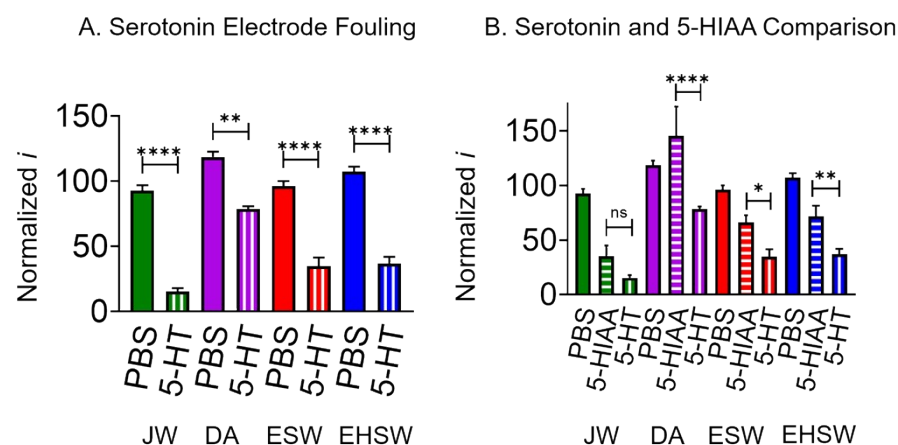 A. Serotonin Electrode Fouling
Normalized i
150
100
50
0
****
**
****
****
PBS
5-HT
PBS
5-HT
PBS
5-HT
PBS
5-HT
JW DA ESW EHSW
B. Serotonin and 5-HIAA Comparison
Normalized i
150
100
50
0
ns
****
*
**
PBS
5-HIAA
5-HT
PBS
5-HIAA
5-HT
PBS
5-HIAA
5-HT
PBS
5-HIAA
5-HT
JW DA ESW EHSW